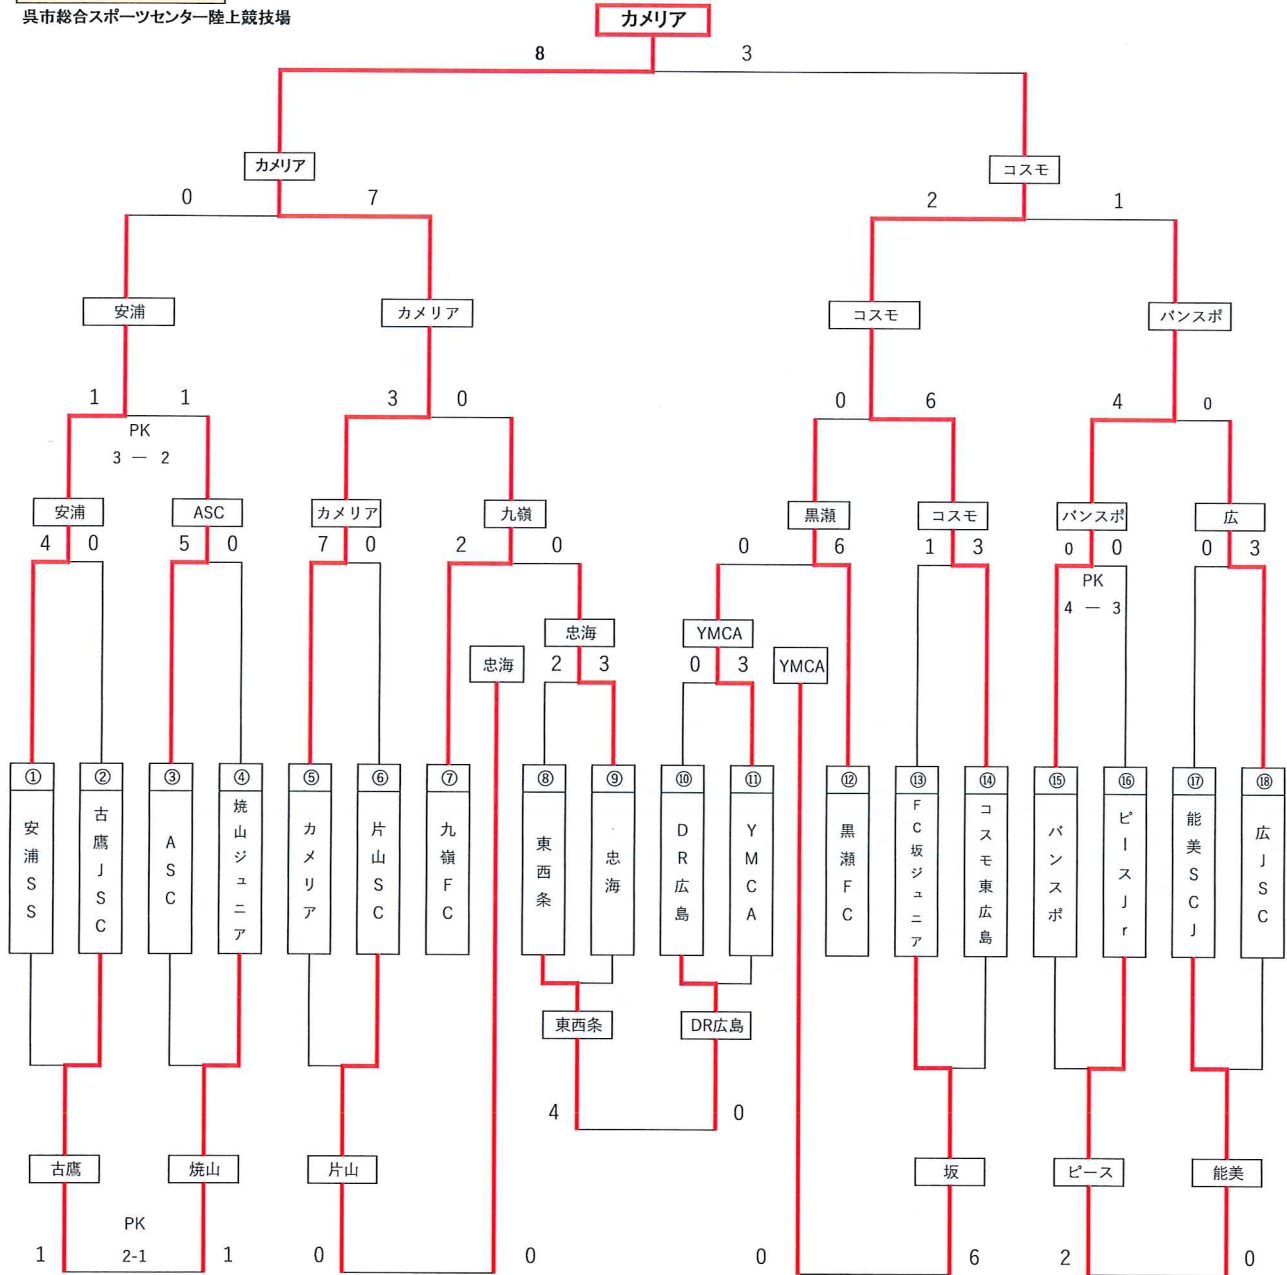 呉市総合スポーツセンター陸上競技場
カメリア
8 3
カメリア コスモ
0 7 2 1
安浦 カメリア コスモ バンスポ
1 1 3 0 0 6 4 0
PK
3 — 2
安浦 ASC カメリア 九嶺 黒瀬 コスモ バンスポ 広
4 0 5 0 7 0 2 0 0 6 1 3 0 0 0 3
PK
4 — 3
忠海 YMCA
忠海 2 3 0 3 YMCA
① ② ③ ④ ⑤ ⑥ ⑦ ⑧ ⑨ ⑩ ⑪ ⑫ ⑬ ⑭ ⑮ ⑯ ⑰ ⑱
安浦SS
古鷹JSC
ASC
焼山ジュニア
カメリア
片山SC
九嶺FC
東西条
忠海
DR広島
YMCA
黒瀬FC
FC坂ジュニア
コスモ東広島
バンスポ
ピースJr
能美SCJ
広JSC
東西条 DR広島
4 0
古鷹 焼山 片山 坂 ピース 能美
PK
1 2-1 1 0 0 0 6 2 0